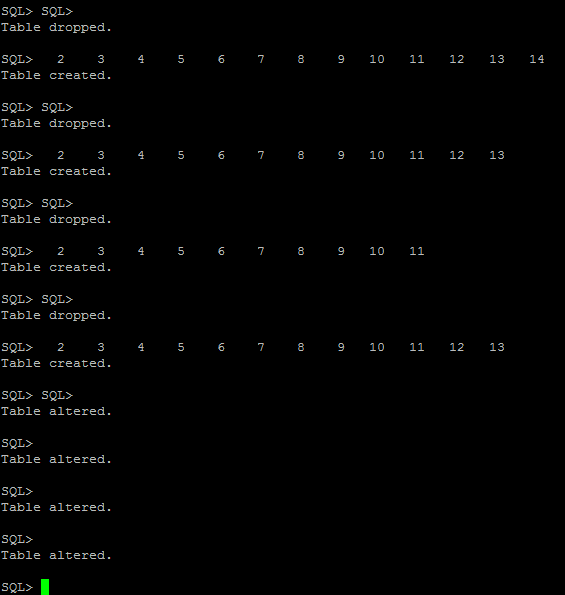 SQL> SQL>
Table dropped.
SQL> 2 3 4 5 6 7 8 9 10 11 12 13 14
Table created.
SQL> SQL>
Table dropped.
SQL> 2 3 4 5 6 7 8 9 10 11 12 13
Table created.
SQL> SQL>
Table dropped.
SQL> 2 3 4 5 6 7 8 9 10 11
Table created.
SQL> SQL>
Table dropped.
SQL> 2 3 4 5 6 7 8 9 10 11 12 13
Table created.
SQL> SQL>
Table altered.
SQL>
Table altered.
SQL>
Table altered.
SQL>
Table altered.
SQL>